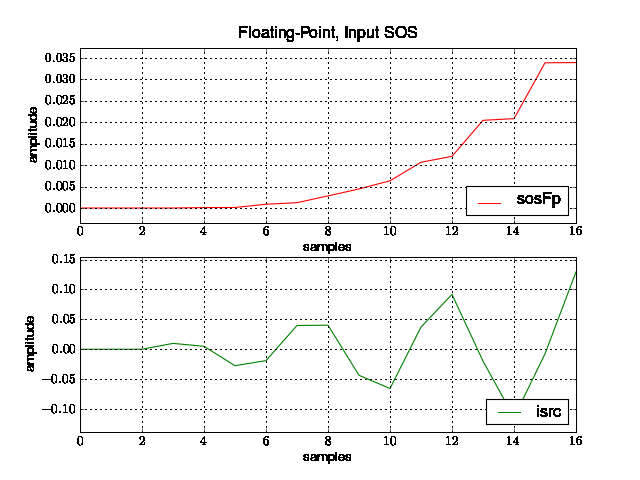 Floating-Point, Input SOS
0.035
0.030
0.025
0.020
0.015
0.010
0.005
0.000
amplitude
sosFp
0 2 4 6 8 10 12 14 16
samples
0.15
0.10
0.05
0.00
−0.05
−0.10
amplitude
isrc
0 2 4 6 8 10 12 14 16
samples